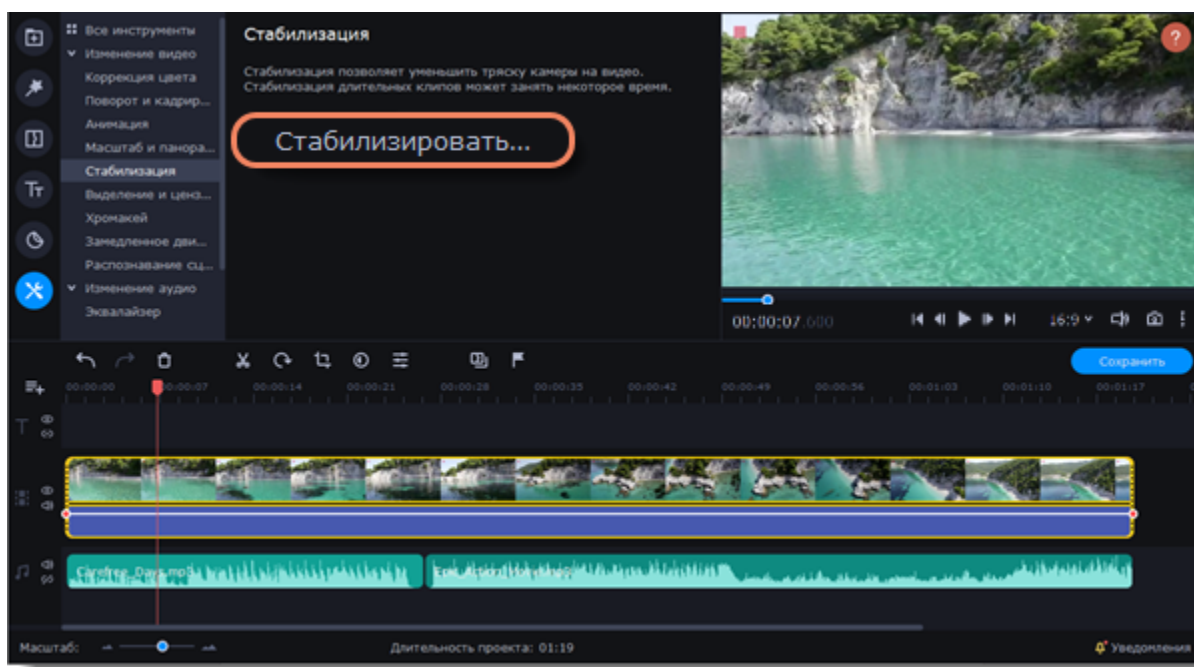 Все инструменты
Изменение видео
Коррекция цвета
Поворот и кадрир...
Анимация
Масштаб и панора...
Стабилизация
Выделение и ценз...
Хромакей
Замедленное дви...
Распознавание сц...
Изменение аудио
Эквалайзер
Стабилизация
Стабилизация позволяет уменьшить тряску камеры на видео.
Стабилизация длительных клипов может занять некоторое время.
Стабилизировать...
?
00:00:07.600
16:9
Сохранить
00:00:00 00:00:07 00:00:14 00:00:21 00:00:28 00:00:35 00:00:42 00:00:49 00:00:56 00:01:03 00:01:10 00:01:17
Carefree_Days.mp3
Масштаб:
Длительность проекта: 01:19
Уведомления